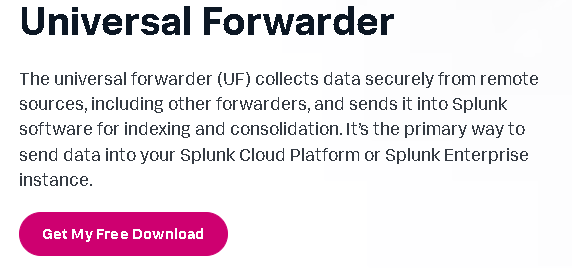 Universal Forwarder
The universal forwarder (UF) collects data securely from remote
sources, including other forwarders, and sends it into Splunk
software for indexing and consolidation. It's the primary way to
send data into your Splunk Cloud Platform or Splunk Enterprise
instance.
Get My Free Download